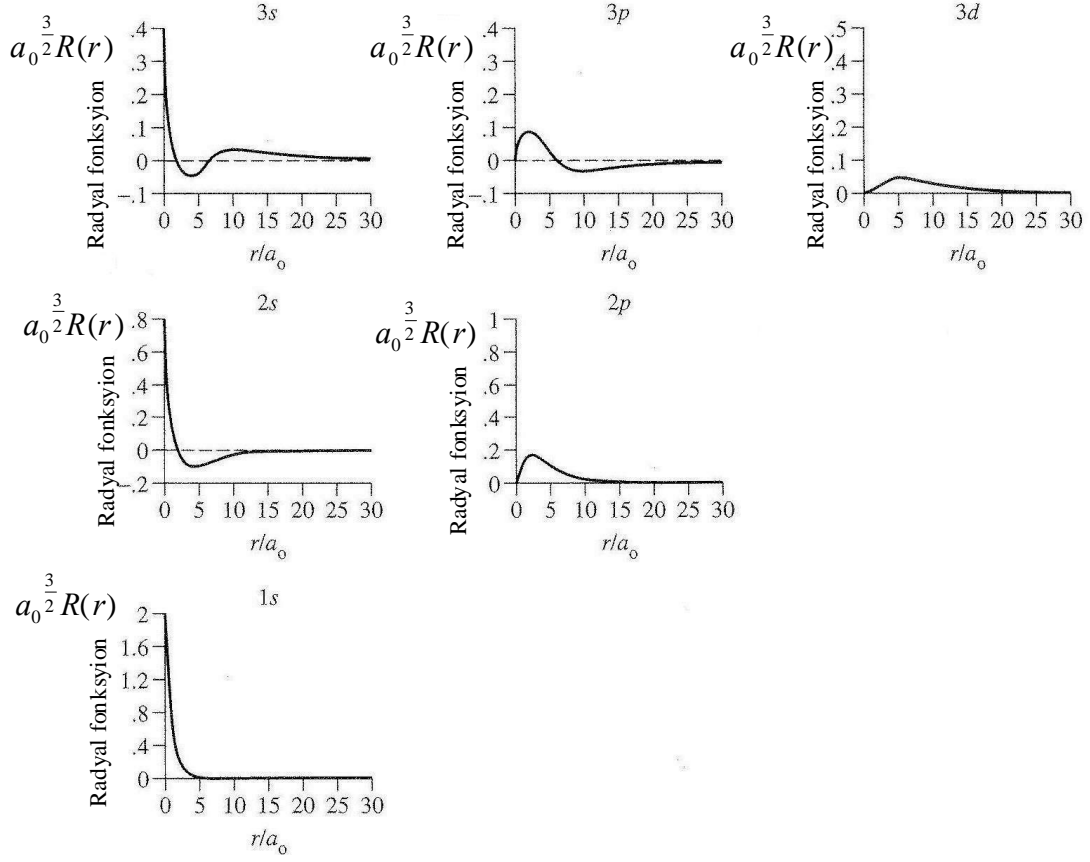 3s
a₀^{3/2}R(r)
Radyal fonksyion
.4
.3
.2
.1
0
−.1
0 5 10 15 20 25 30
r/a₀
3p
a₀^{3/2}R(r)
Radyal fonksyion
.4
.3
.2
.1
0
−.1
0 5 10 15 20 25 30
r/a₀
3d
a₀^{3/2}R(r)
Radyal fonksyion
.5
.4
.3
.2
.1
0
0 5 10 15 20 25 30
r/a₀
2s
a₀^{3/2}R(r)
Radyal fonksyion
.8
.6
.4
.2
0
−.2
0 5 10 15 20 25 30
r/a₀
2p
a₀^{3/2}R(r)
Radyal fonksyion
1
.8
.6
.4
0.2
0
0 5 10 15 20 25 30
r/a₀
1s
a₀^{3/2}R(r)
Radyal fonksyion
2
1.6
1.2
.8
.4
0
0 5 10 15 20 25 30
r/a₀